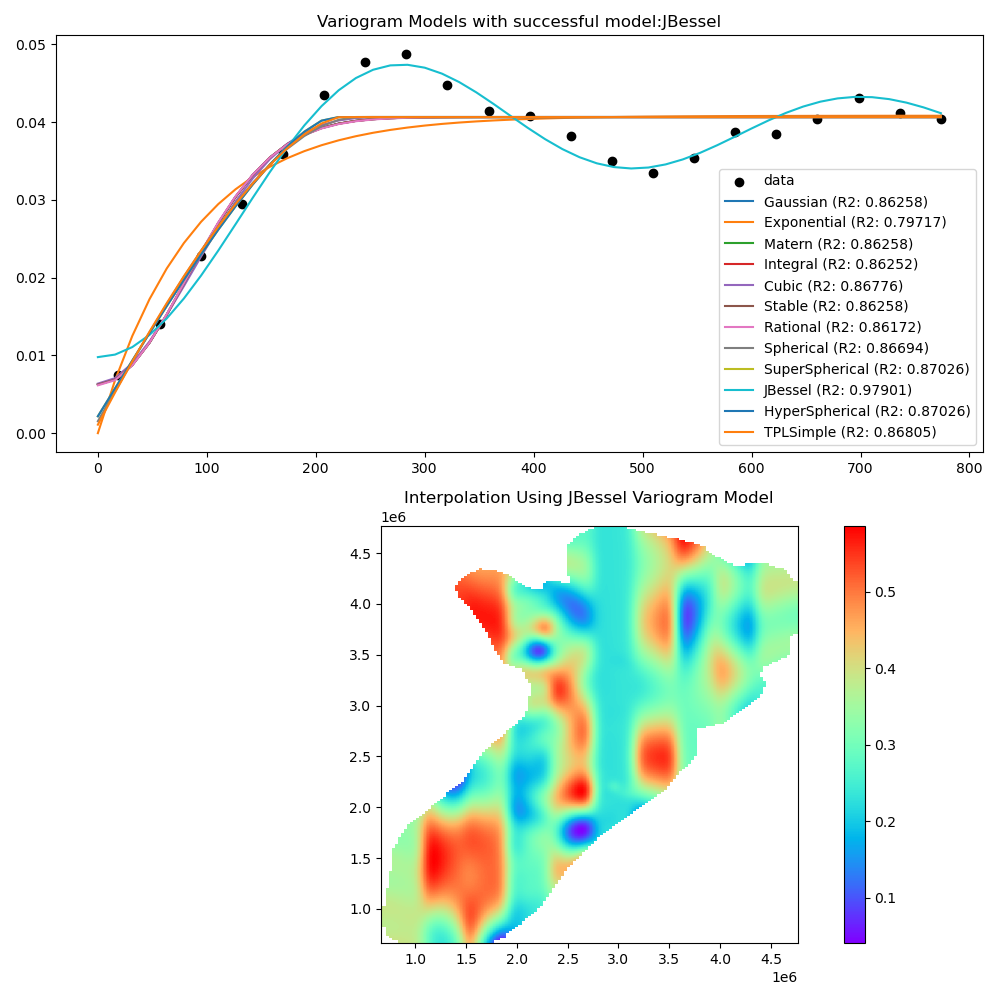 Variogram Models with successful model:JBessel
0.05
0.04
0.03
0.02
0.01
0.00
data
Gaussian (R2: 0.86258)
Exponential (R2: 0.79717)
Matern (R2: 0.86258)
Integral (R2: 0.86252)
Cubic (R2: 0.86776)
Stable (R2: 0.86258)
Rational (R2: 0.86172)
Spherical (R2: 0.86694)
SuperSpherical (R2: 0.87026)
JBessel (R2: 0.97901)
HyperSpherical (R2: 0.87026)
TPLSimple (R2: 0.86805)
0 100 200 300 400 500 600 700 800
Interpolation Using JBessel Variogram Model
1e6
4.5
4.0
3.5
3.0
2.5
2.0
1.5
1.0
1.0 1.5 2.0 2.5 3.0 3.5 4.0 4.5
1e6
0.5
0.4
0.3
0.2
0.1